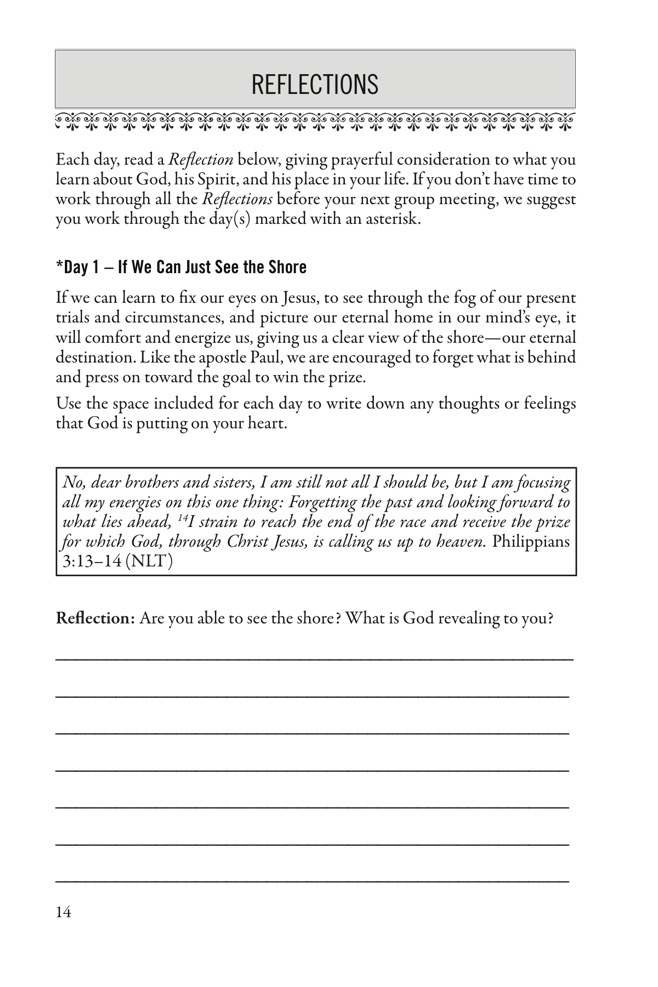 REFLECTIONS
Each day, read a Reflection below, giving prayerful consideration to what you
learn about God, his Spirit, and his place in your life. If you don’t have time to
work through all the Reflections before your next group meeting, we suggest
you work through the day(s) marked with an asterisk.
*Day 1 – If We Can Just See the Shore
If we can learn to fix our eyes on Jesus, to see through the fog of our present
trials and circumstances, and picture our eternal home in our mind’s eye, it
will comfort and energize us, giving us a clear view of the shore—our eternal
destination. Like the apostle Paul, we are encouraged to forget what is behind
and press on toward the goal to win the prize.
Use the space included for each day to write down any thoughts or feelings
that God is putting on your heart.
No, dear brothers and sisters, I am still not all I should be, but I am focusing
all my energies on this one thing: Forgetting the past and looking forward to
what lies ahead, 14I strain to reach the end of the race and receive the prize
for which God, through Christ Jesus, is calling us up to heaven. Philippians
3:13–14 (NLT)
Reflection: Are you able to see the shore? What is God revealing to you?
14